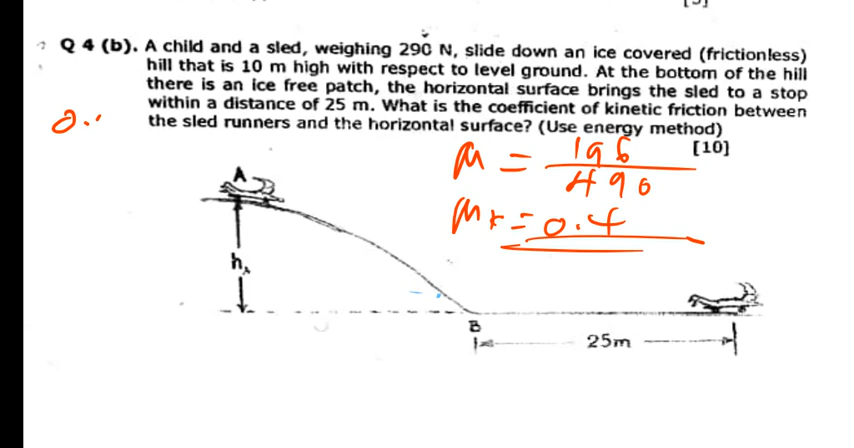 Q 4 (b). A child and a sled, weighing 290 N, slide down an ice covered (frictionless)
hill that is 10 m high with respect to level ground. At the bottom of the hill
there is an ice free patch, the horizontal surface brings the sled to a stop
within a distance of 25 m. What is the coefficient of kinetic friction between
the sled runners and the horizontal surface? (Use energy method)
[10]
M = 196
490
0.4
A
h
B
25m